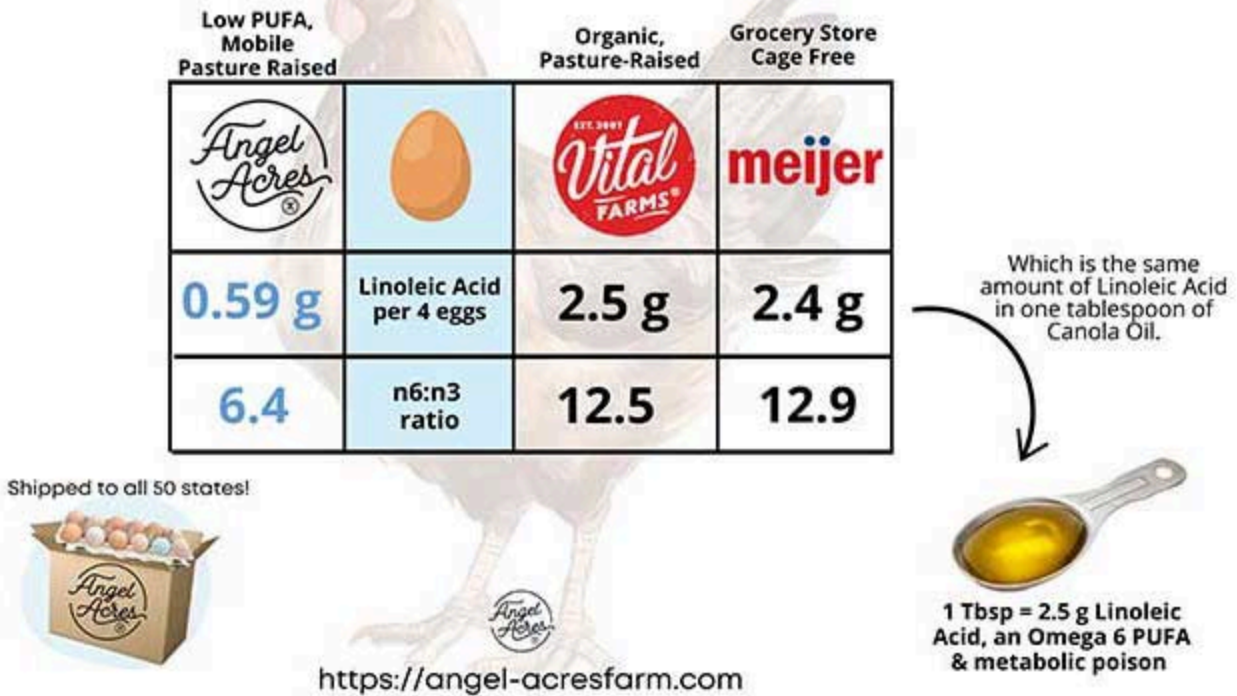 Low PUFA,
Mobile
Pasture Raised
Organic,
Pasture-Raised
Grocery Store
Cage Free
Angel
Acres
EST. 2007
Vital
FARMS®
meijer
0.59 g
Linoleic Acid
per 4 eggs
2.5 g
2.4 g
6.4
n6:n3
ratio
12.5
12.9
Which is the same
amount of Linoleic Acid
in one tablespoon of
Canola Oil.
Shipped to all 50 states!
Angel
Acres
Angel
Acres
1 Tbsp = 2.5 g Linoleic
Acid, an Omega 6 PUFA
& metabolic poison
https://angel-acresfarm.com